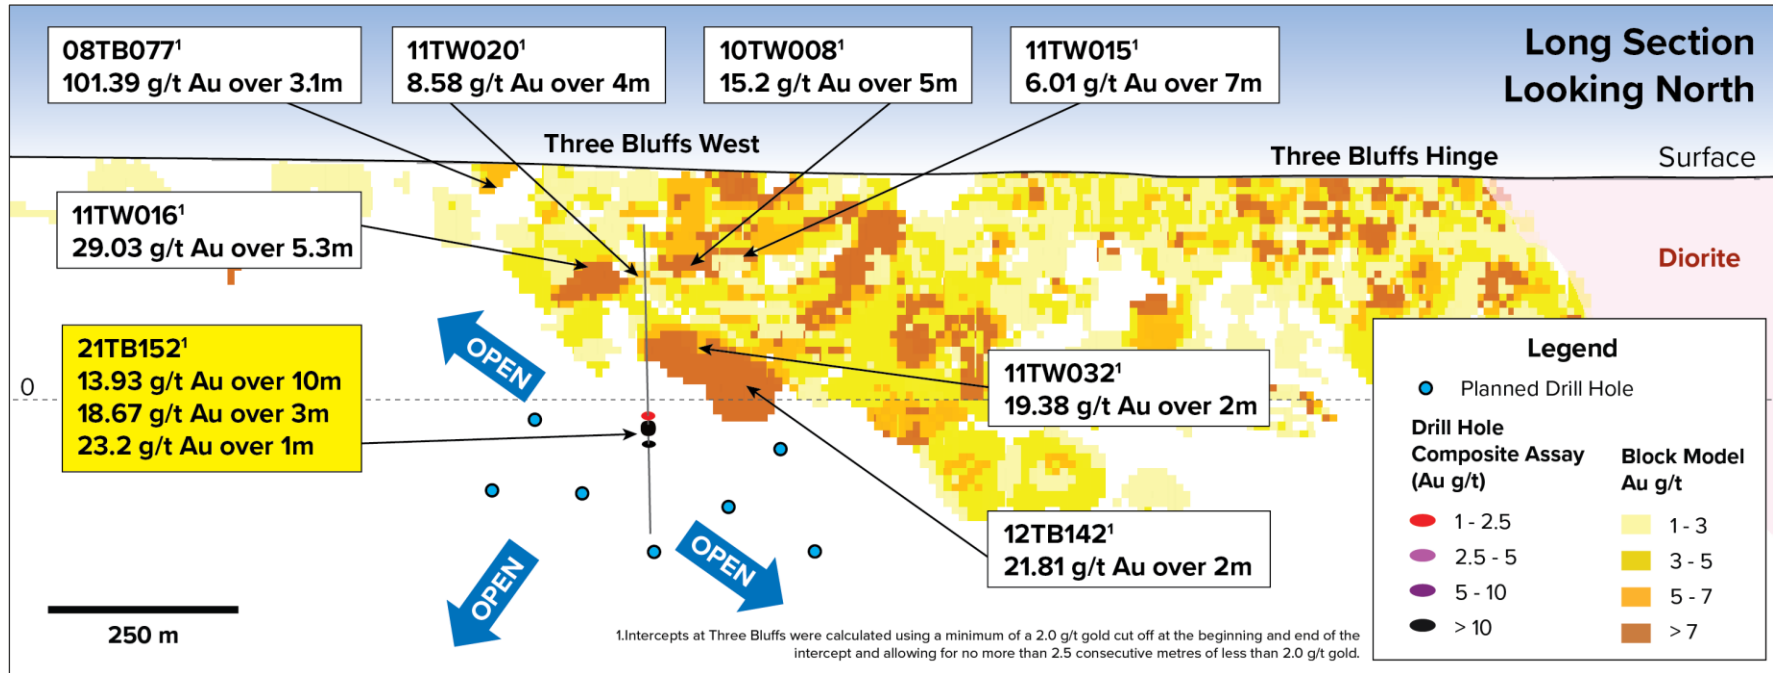 Long Section
Looking North
08TB077¹
101.39 g/t Au over 3.1m
11TW020¹
8.58 g/t Au over 4m
10TW008¹
15.2 g/t Au over 5m
11TW015¹
6.01 g/t Au over 7m
Three Bluffs West
Three Bluffs Hinge
Surface
11TW016¹
29.03 g/t Au over 5.3m
Diorite
21TB152¹
13.93 g/t Au over 10m
18.67 g/t Au over 3m
23.2 g/t Au over 1m
OPEN
0
11TW032¹
19.38 g/t Au over 2m
12TB142¹
21.81 g/t Au over 2m
OPEN
OPEN
250 m
Legend
Planned Drill Hole
Drill Hole
Composite Assay
(Au g/t)
1 - 2.5
2.5 - 5
5 - 10
> 10
Block Model
Au g/t
1 - 3
3 - 5
5 - 7
> 7
1.Intercepts at Three Bluffs were calculated using a minimum of a 2.0 g/t gold cut off at the beginning and end of the
intercept and allowing for no more than 2.5 consecutive metres of less than 2.0 g/t gold.